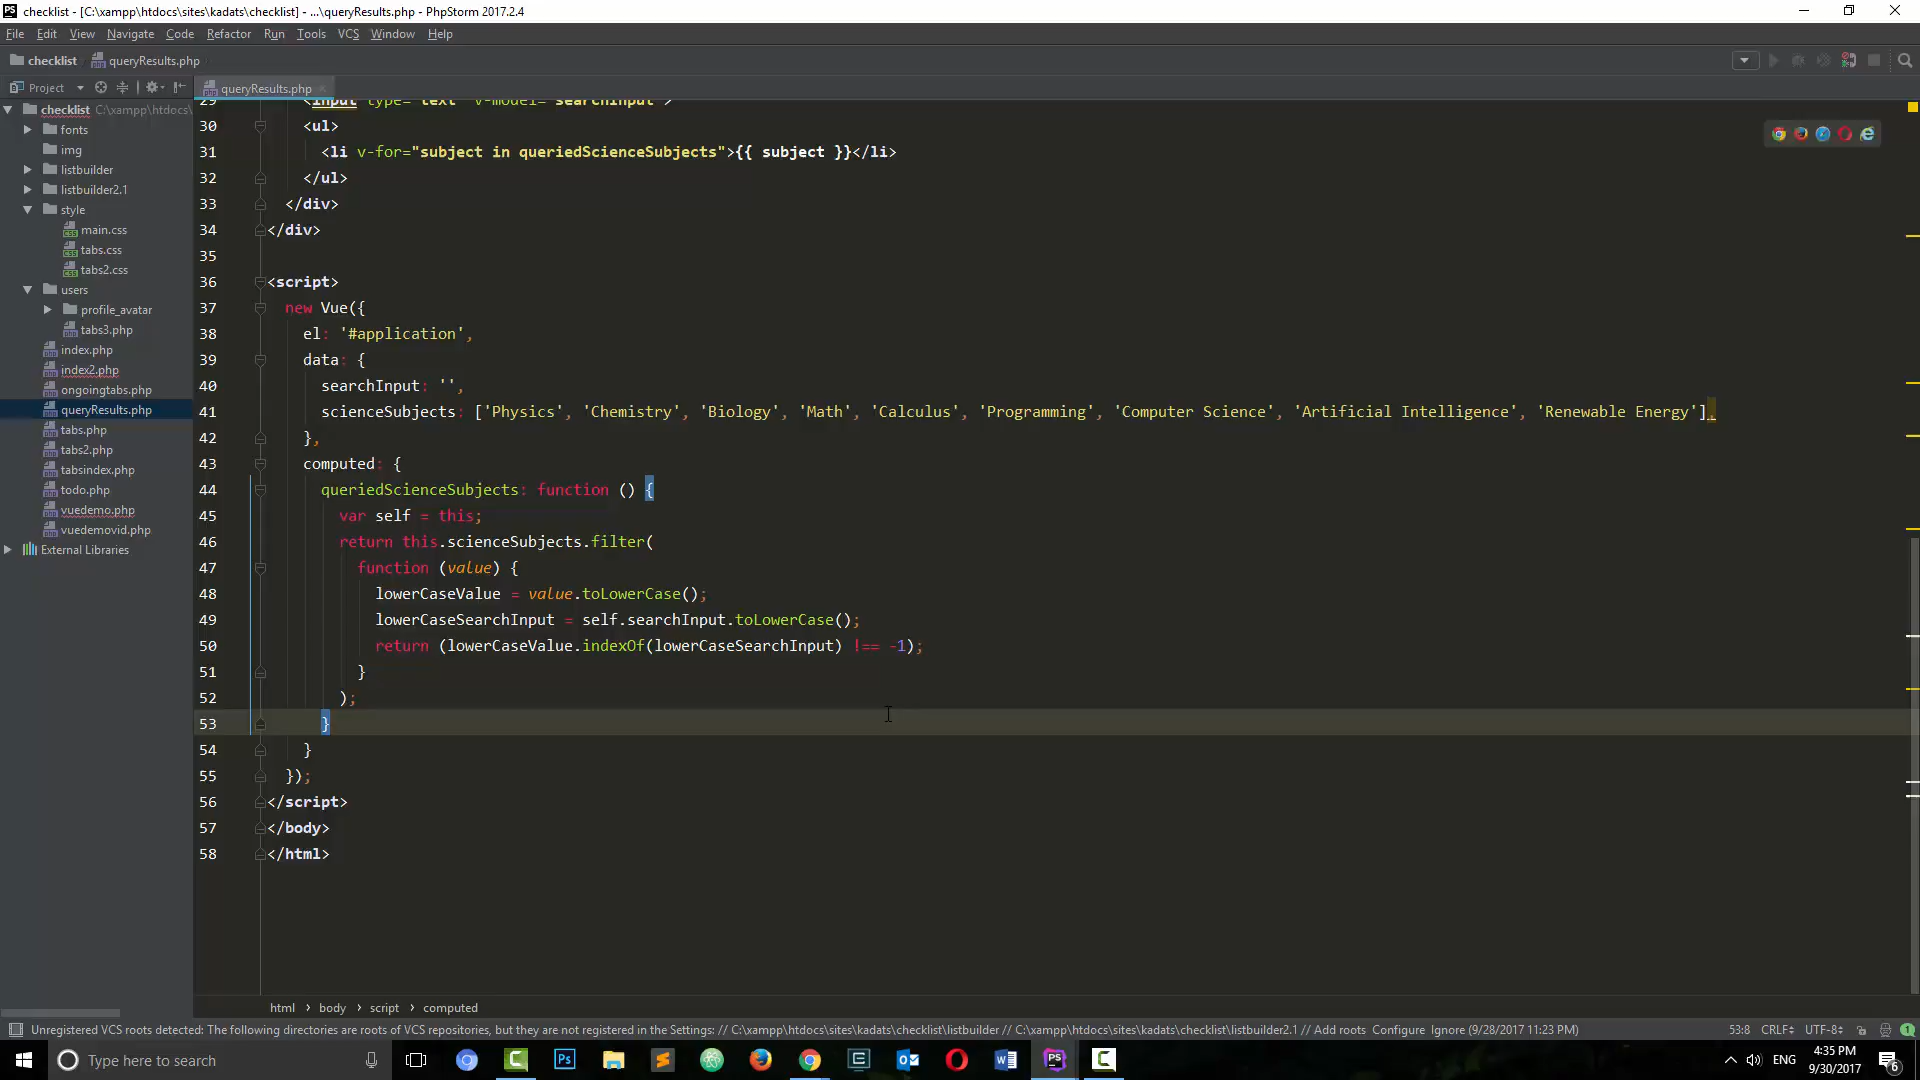 checklist - [C:\xampp\htdocs\sites\kadats\checklist] - ...\queryResults.php - PhpStorm 2017.2.4
File Edit View Navigate Code Refactor Run Tools VCS Window Help
checklist queryResults.php
Project
queryResults.php
checklist C:\xampp\htdocs\
fonts
img
listbuilder
listbuilder2.1
style
main.css
tabs.css
tabs2.css
users
profile_avatar
tabs3.php
index.php
index2.php
ongoingtabs.php
queryResults.php
tabs.php
tabs2.php
tabsindex.php
todo.php
vuedemo.php
vuedemovid.php
External Libraries
29 <input type="text" v-model="searchInput">
30 <ul>
31 <li v-for="subject in queriedScienceSubjects">{{ subject }}</li>
32 </ul>
33 </div>
34 </div>
35
36 <script>
37 new Vue({
38 el: '#application',
39 data: {
40 searchInput: '',
41 scienceSubjects: ['Physics', 'Chemistry', 'Biology', 'Math', 'Calculus', 'Programming', 'Computer Science', 'Artificial Intelligence', 'Renewable Energy'],
42 },
43 computed: {
44 queriedScienceSubjects: function () {
45 var self = this;
46 return this.scienceSubjects.filter(
47 function (value) {
48 lowerCaseValue = value.toLowerCase();
49 lowerCaseSearchInput = self.searchInput.toLowerCase();
50 return (lowerCaseValue.indexOf(lowerCaseSearchInput) !== -1);
51 }
52 );
53 }
54 }
55 });
56 </script>
57 </body>
58 </html>
html › body › script › computed
Unregistered VCS roots detected: The following directories are roots of VCS repositories, but they are not registered in the Settings: // C:\xampp\htdocs\sites\kadats\checklist\listbuilder // C:\xampp\htdocs\sites\kadats\checklist\listbuilder2.1 // Add roots Configure Ignore (9/28/2017 11:23 PM) 53:8 CRLF UTF-8 1
Type here to search
ENG
4:35 PM
9/30/2017
6